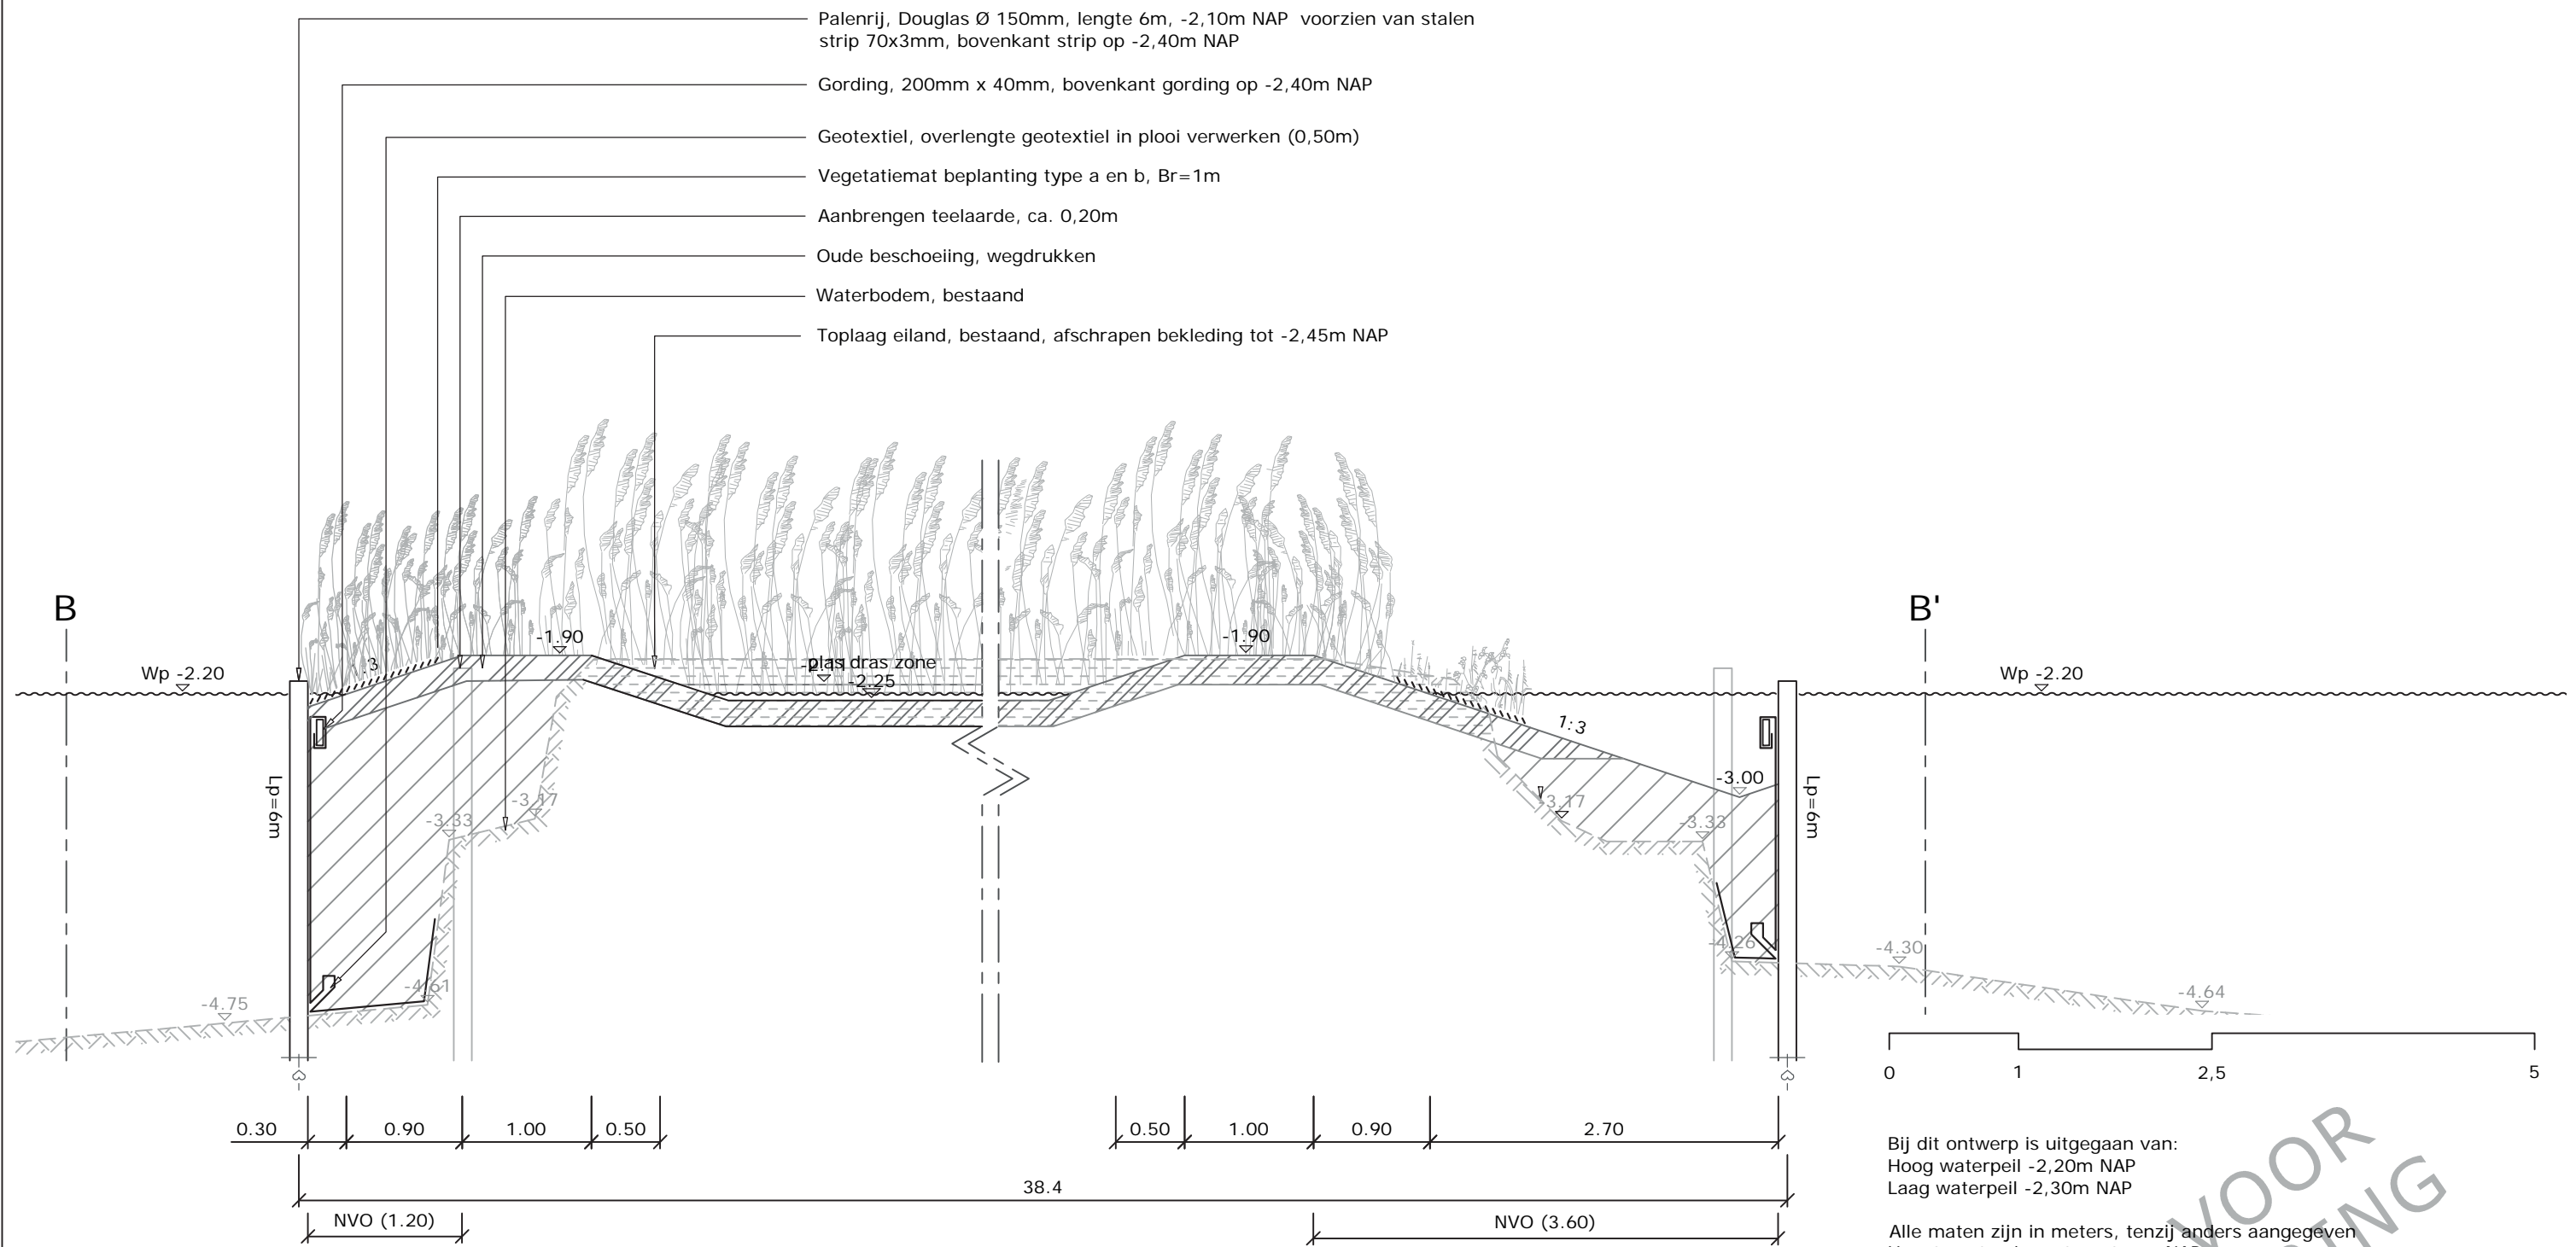 Palenrij, Douglas Ø 150mm, lengte 6m, -2,10m NAP voorzien van stalen
strip 70x3mm, bovenkant strip op -2,40m NAP
Gording, 200mm x 40mm, bovenkant gording op -2,40m NAP
Geotextiel, overlengte geotextiel in plooi verwerken (0,50m)
Vegetatiemat beplanting type a en b, Br=1m
Aanbrengen teelaarde, ca. 0,20m
Oude beschoeiing, wegdrukken
Waterbodem, bestaand
Toplaag eiland, bestaand, afschrapen bekleding tot -2,45m NAP
B
B'
-1.90
-1.90
3
plas dras zone
Wp -2.20
-2.25
Wp -2.20
1:3
-3.00
Lp=6m
Lp=6m
-3.17
-3.17
-3.33
-3.33
-4.26
-4.30
-4.61
-4.64
-4.75
0
1
2,5
5
0.30
0.90
1.00
0.50
0.50
1.00
0.90
2.70
38.4
NVO (1.20)
NVO (3.60)
Bij dit ontwerp is uitgegaan van:
Hoog waterpeil -2,20m NAP
Laag waterpeil -2,30m NAP
Alle maten zijn in meters, tenzij anders aangegeven
VOOR